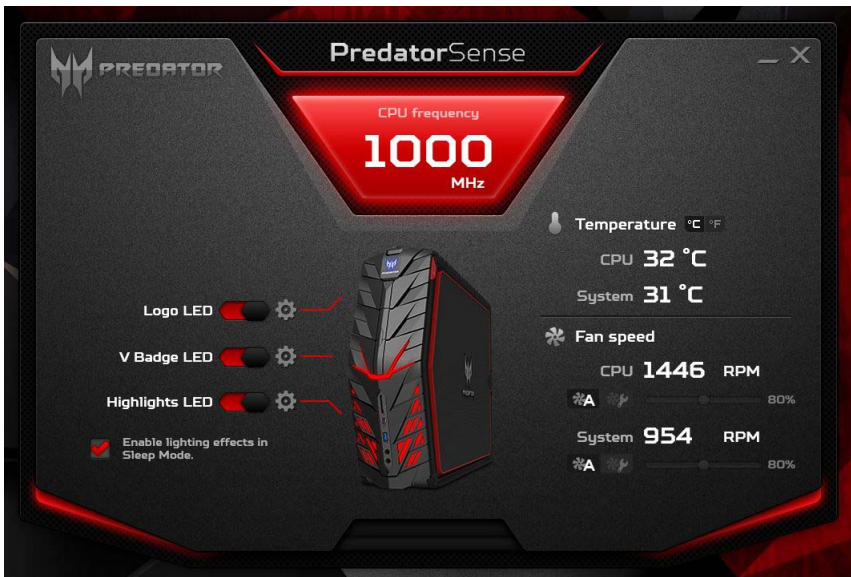 PREDATOR
PredatorSense
CPU frequency
1000
MHz
Temperature °C °F
CPU 32 °C
System 31 °C
Logo LED
V Badge LED
Highlights LED
Enable lighting effects in
Sleep Mode.
Fan speed
CPU 1446 RPM
A 80%
System 954 RPM
A 80%